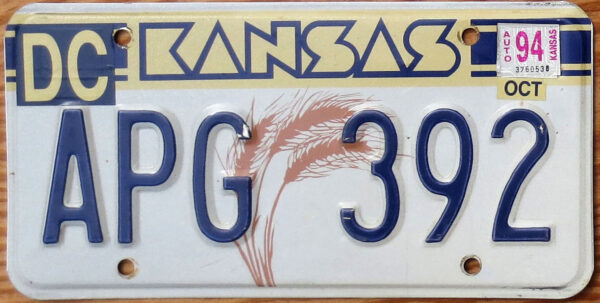 DC KANSAS AUTO 94 KANSAS
3760538
OCT
APG 392